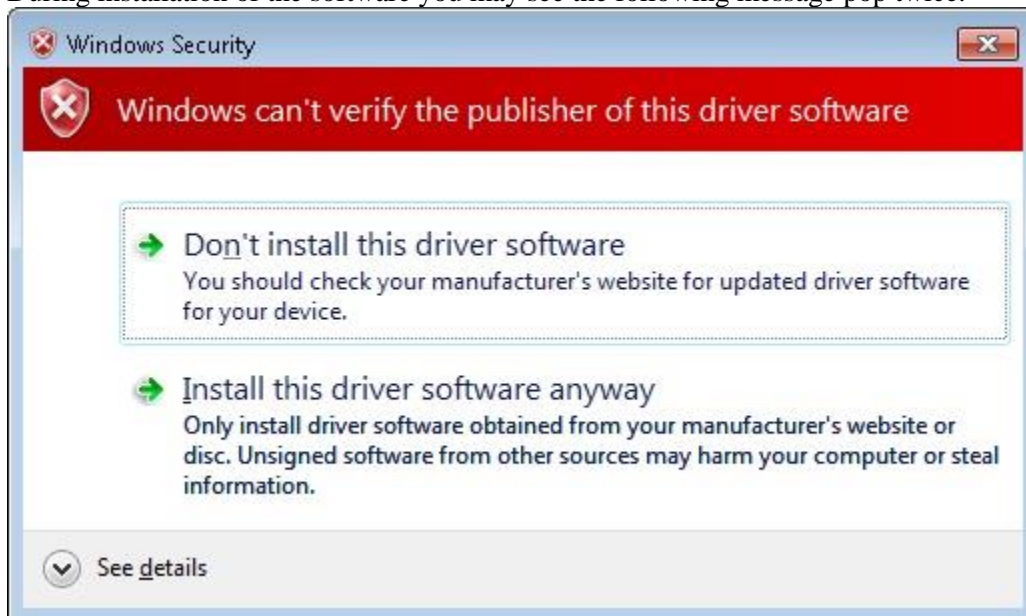 During installation of the software you may see the following message pop twice:
Windows Security
Windows can't verify the publisher of this driver software
Don't install this driver software
You should check your manufacturer's website for updated driver software
for your device.
Install this driver software anyway
Only install driver software obtained from your manufacturer's website or
disc. Unsigned software from other sources may harm your computer or steal
information.
See details